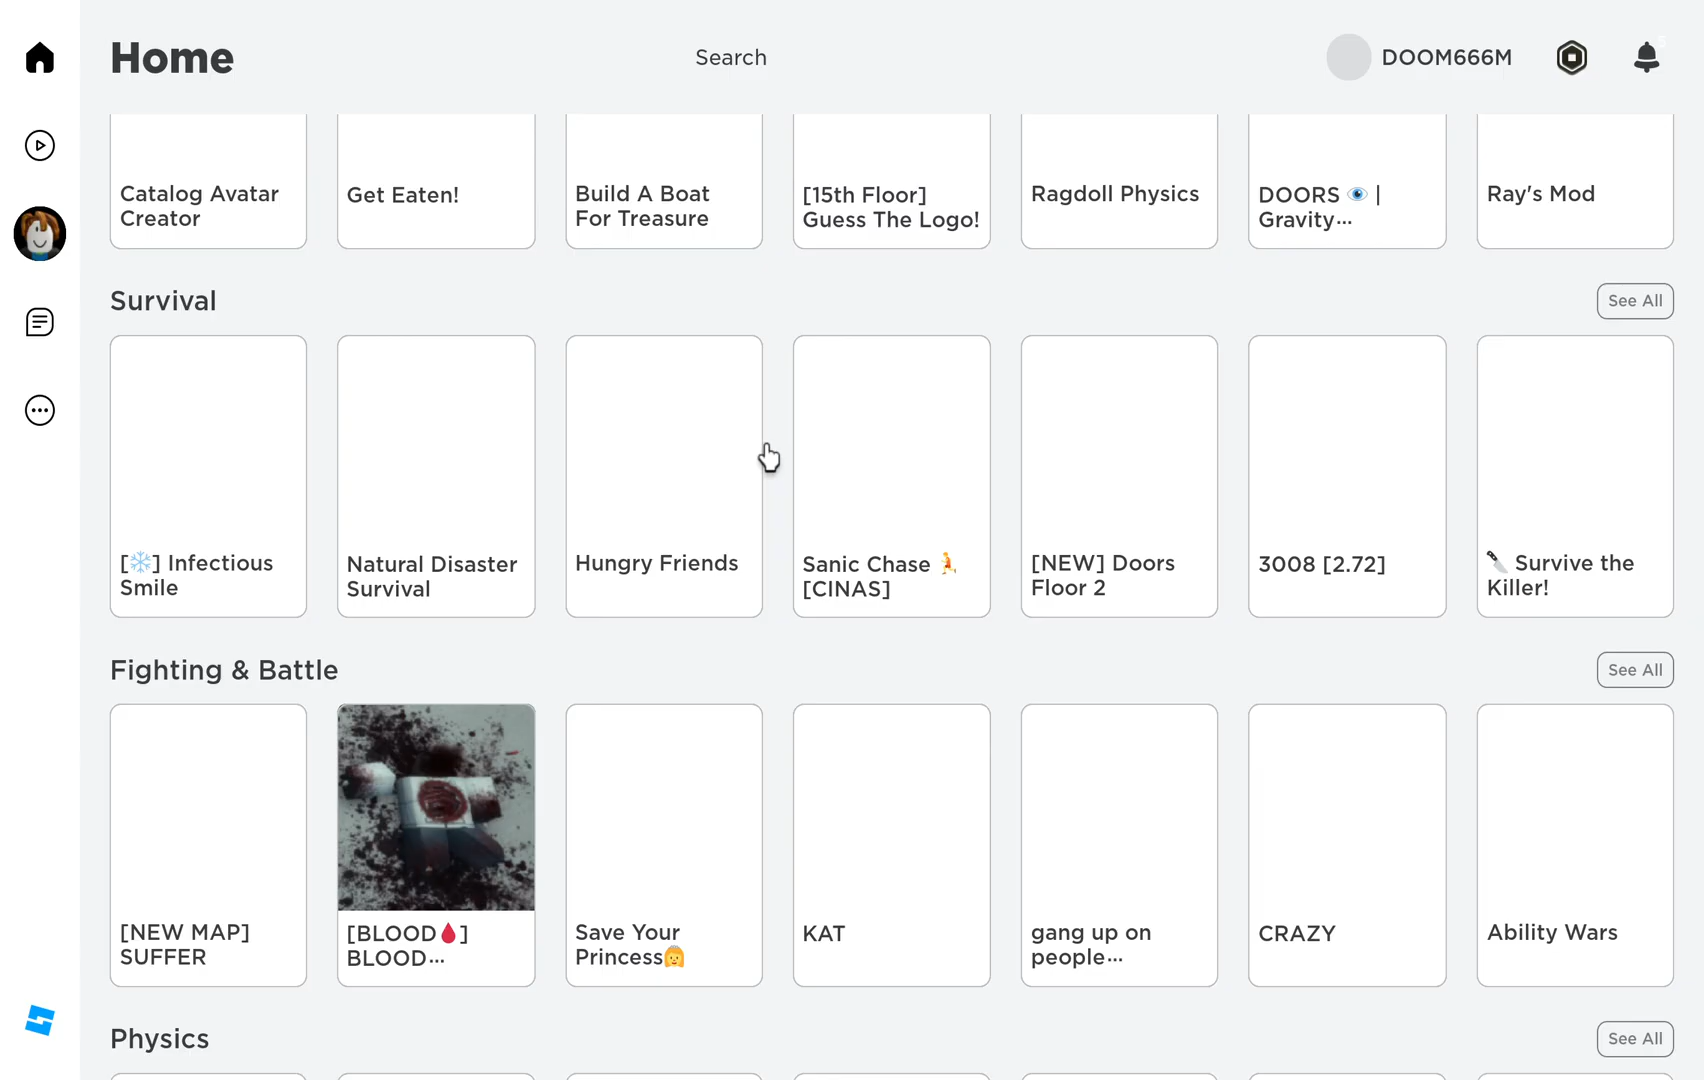 Home
Search
DOOM666M
Catalog Avatar
Creator
Get Eaten!
Build A Boat
For Treasure
[15th Floor]
Guess The Logo!
Ragdoll Physics
DOORS 👁️ |
Gravity...
Ray's Mod
Survival
See All
[❄️] Infectious
Smile
Natural Disaster
Survival
Hungry Friends
Sanic Chase 🏃
[CINAS]
[NEW] Doors
Floor 2
3008 [2.72]
🔪 Survive the
Killer!
Fighting & Battle
See All
[NEW MAP]
SUFFER
[BLOOD🩸]
BLOOD...
Save Your
Princess👸
KAT
gang up on
people...
CRAZY
Ability Wars
Physics
See All